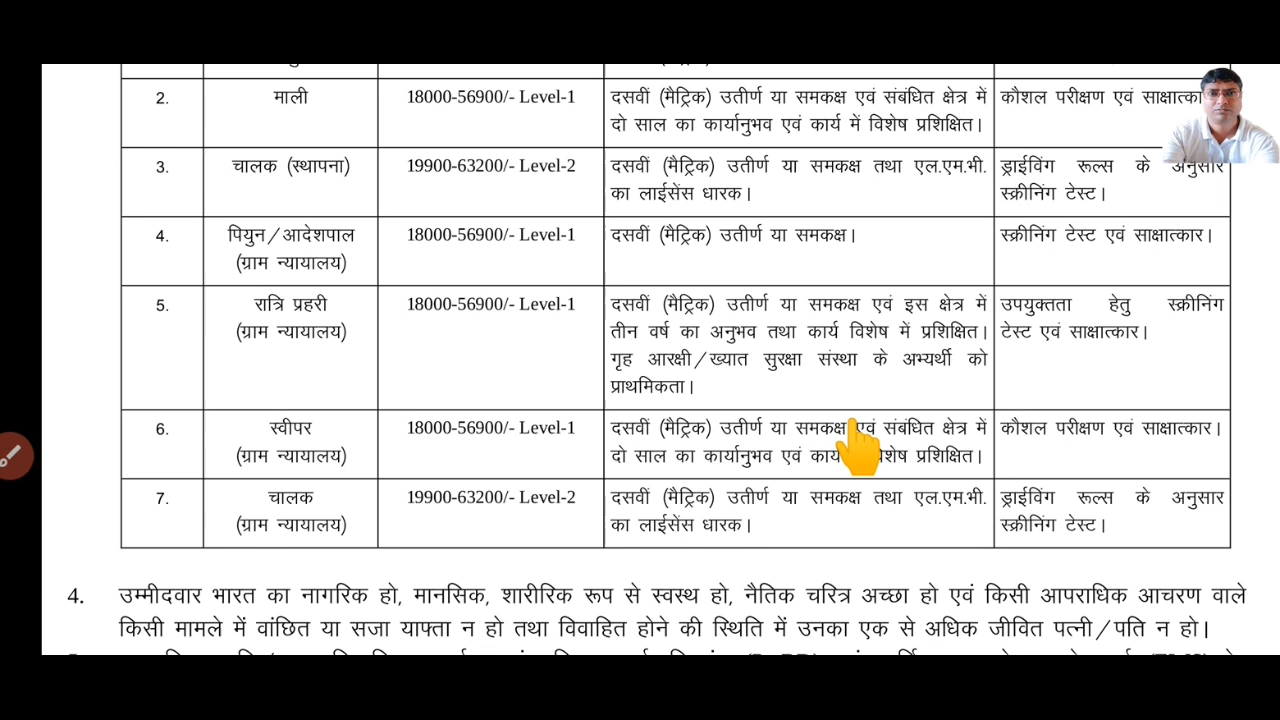 2. माली 18000-56900/- Level-1 दसवीं (मैट्रिक) उतीर्ण या समकक्ष एवं संबंधित क्षेत्र में कौशल परीक्षण एवं
दो साल का कार्यानुभव एवं कार्य में विशेष प्रशिक्षित।
3. चालक (स्थापना) 19900-63200/- Level-2 दसवीं (मैट्रिक) उतीर्ण या समकक्ष तथा एल.एम.भी. ड्राईविंग रूल्स के अनुसार
का लाईसेंस धारक। स्क्रीनिंग टेस्ट।
4. पियुन/आदेशपाल 18000-56900/- Level-1 दसवीं (मैट्रिक) उतीर्ण या समकक्ष। स्क्रीनिंग टेस्ट एवं साक्षात्कार।
(ग्राम न्यायालय)
5. रात्रि प्रहरी 18000-56900/- Level-1 दसवीं (मैट्रिक) उतीर्ण या समकक्ष एवं इस क्षेत्र में उपयुक्तता हेतु स्क्रीनिंग
(ग्राम न्यायालय) तीन वर्ष का अनुभव तथा कार्य विशेष में प्रशिक्षित। टेस्ट एवं साक्षात्कार।
गृह आरक्षी/ख्यात सुरक्षा संस्था के अभ्यर्थी को
प्राथमिकता।
6. स्वीपर 18000-56900/- Level-1 दसवीं (मैट्रिक) उतीर्ण या समकक्ष एवं संबंधित क्षेत्र में कौशल परीक्षण एवं साक्षात्कार।
(ग्राम न्यायालय) दो साल का कार्यानुभव एवं कार्य प्रशिक्षित।
7. चालक 19900-63200/- Level-2 दसवीं (मैट्रिक) उतीर्ण या समकक्ष तथा एल.एम.भी. ड्राईविंग रूल्स के अनुसार
(ग्राम न्यायालय) का लाईसेंस धारक। स्क्रीनिंग टेस्ट।
4. उम्मीदवार भारत का नागरिक हो, मानसिक, शारीरिक रूप से स्वस्थ हो, नैतिक चरित्र अच्छा हो एवं किसी आपराधिक आचरण वाले
किसी मामले में वांछित या सजा याफ्ता न हो तथा विवाहित होने की स्थिति में उनका एक से अधिक जीवित पत्नी/पति न हो।